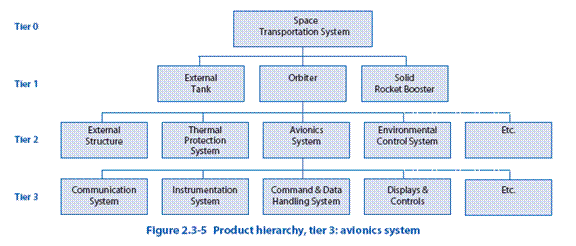 Tier 0
Space
Transportation System
Tier 1
External
Tank
Orbiter
Solid
Rocket Booster
Tier 2
External
Structure
Thermal
Protection
System
Avionics
System
Environmental
Control System
Etc.
Tier 3
Communication
System
Instrumentation
System
Command & Data
Handling System
Displays &
Controls
Etc.
Figure 2.3-5 Product hierarchy, tier 3: avionics system